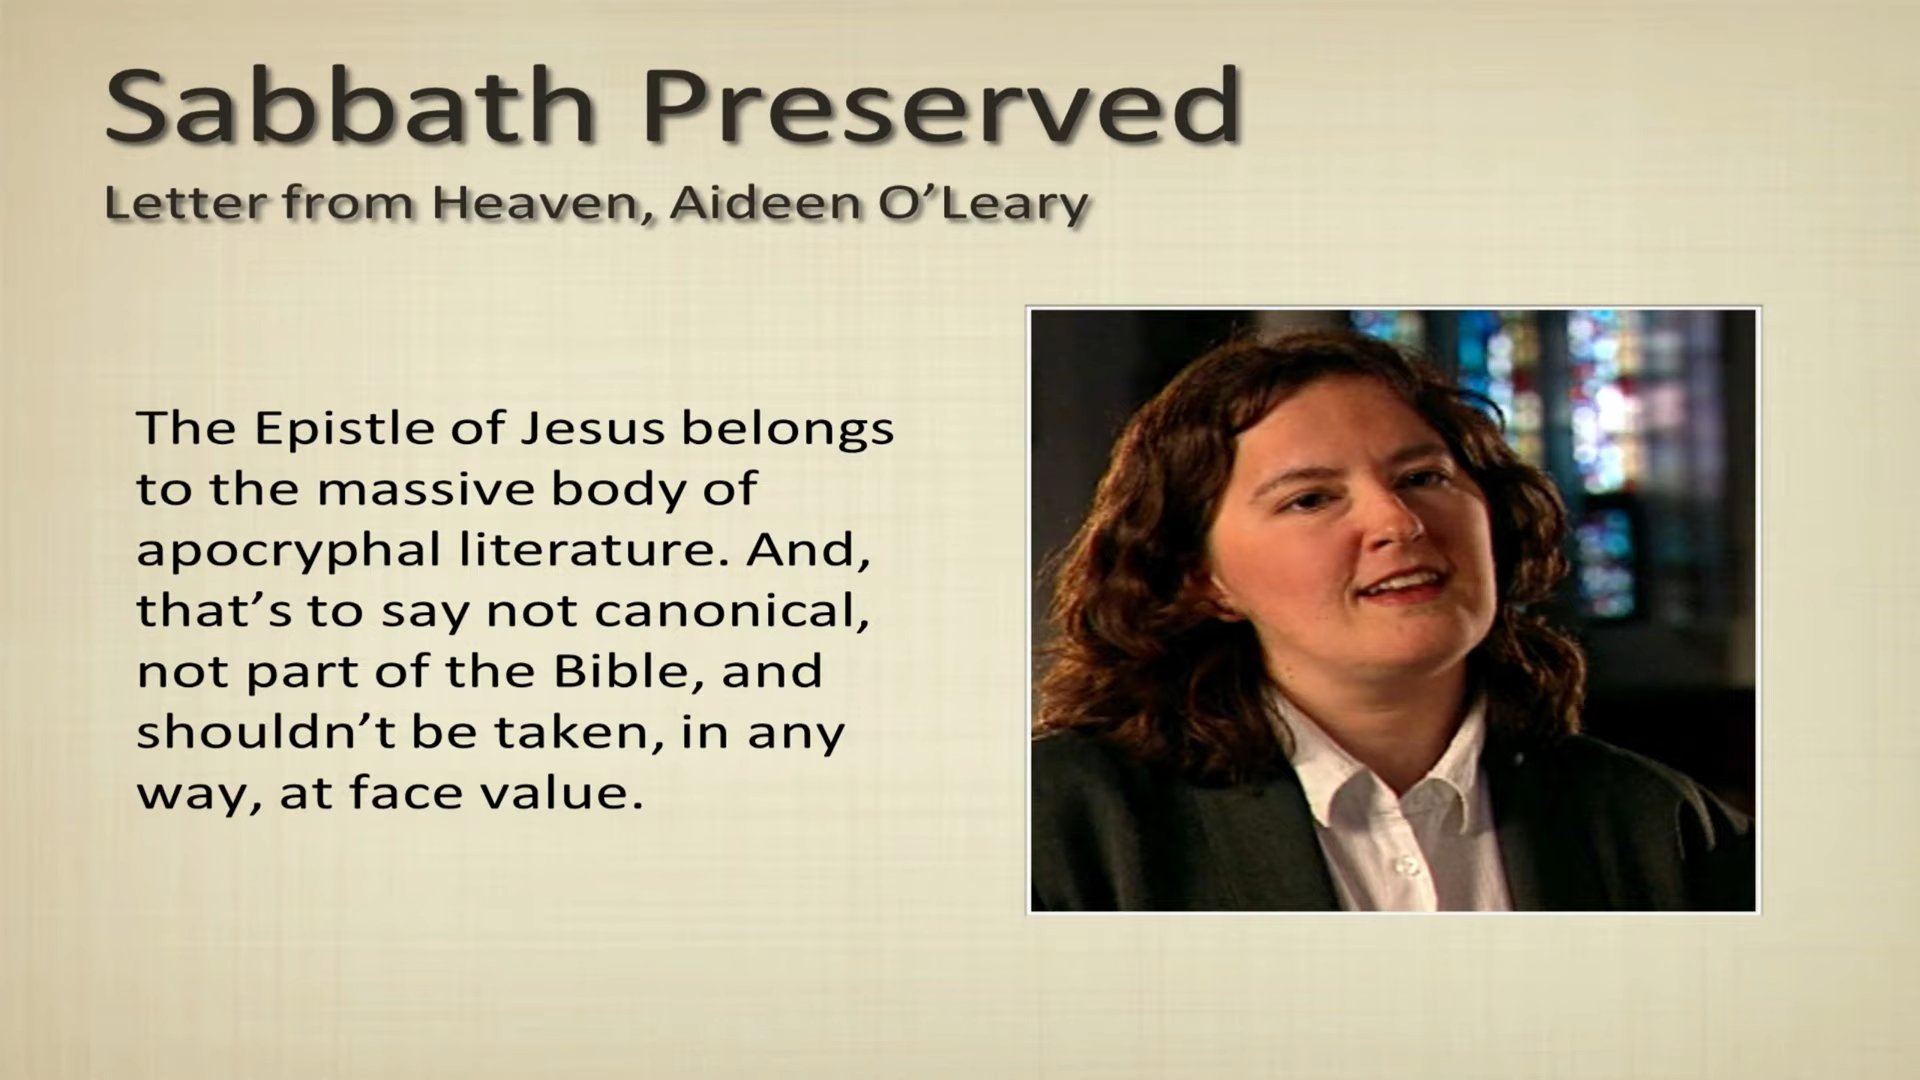 Sabbath Preserved
Letter from Heaven, Aideen O’Leary
The Epistle of Jesus belongs
to the massive body of
apocryphal literature. And,
that’s to say not canonical,
not part of the Bible, and
shouldn’t be taken, in any
way, at face value.